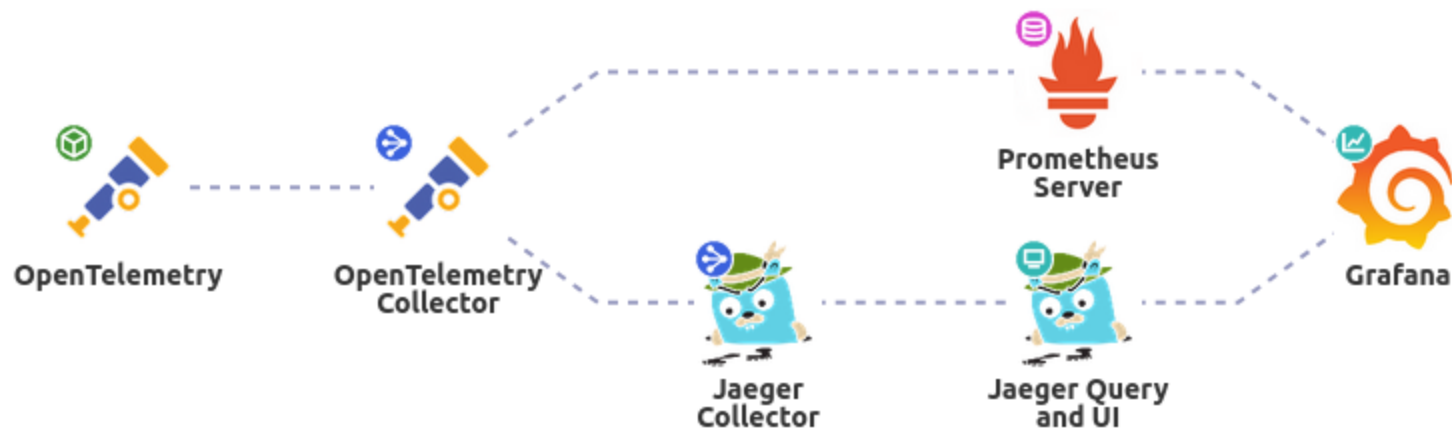 OpenTelemetry
OpenTelemetry
Collector
Prometheus
Server
Jaeger
Collector
Jaeger Query
and UI
Grafana